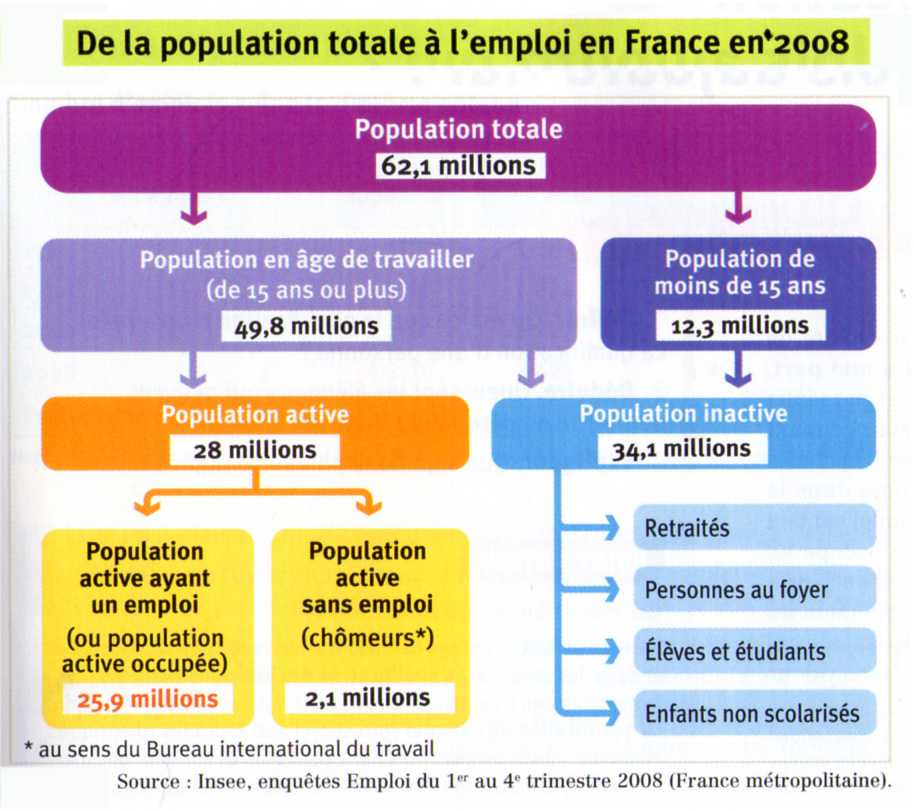 De la population totale à l'emploi en France en 2008
Population totale
62,1 millions
Population en âge de travailler
(de 15 ans ou plus)
49,8 millions
Population de
moins de 15 ans
12,3 millions
Population active
28 millions
Population inactive
34,1 millions
Population
active ayant
un emploi
(ou population
active occupée)
25,9 millions
Population
active
sans emploi
(chômeurs*)
2,1 millions
Retraités
Personnes au foyer
Élèves et étudiants
Enfants non scolarisés
* au sens du Bureau international du travail
Source : Insee, enquêtes Emploi du 1er au 4e trimestre 2008 (France métropolitaine).